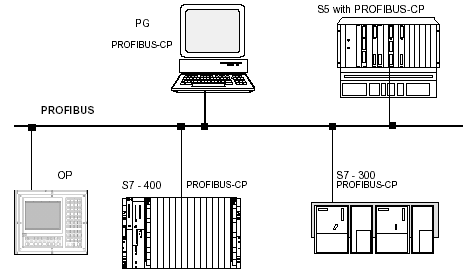 PG
PROFIBUS-CP
S5 with PROFIBUS-CP
PROFIBUS
OP
S7 - 400
PROFIBUS-CP
S7 - 300
PROFIBUS-CP